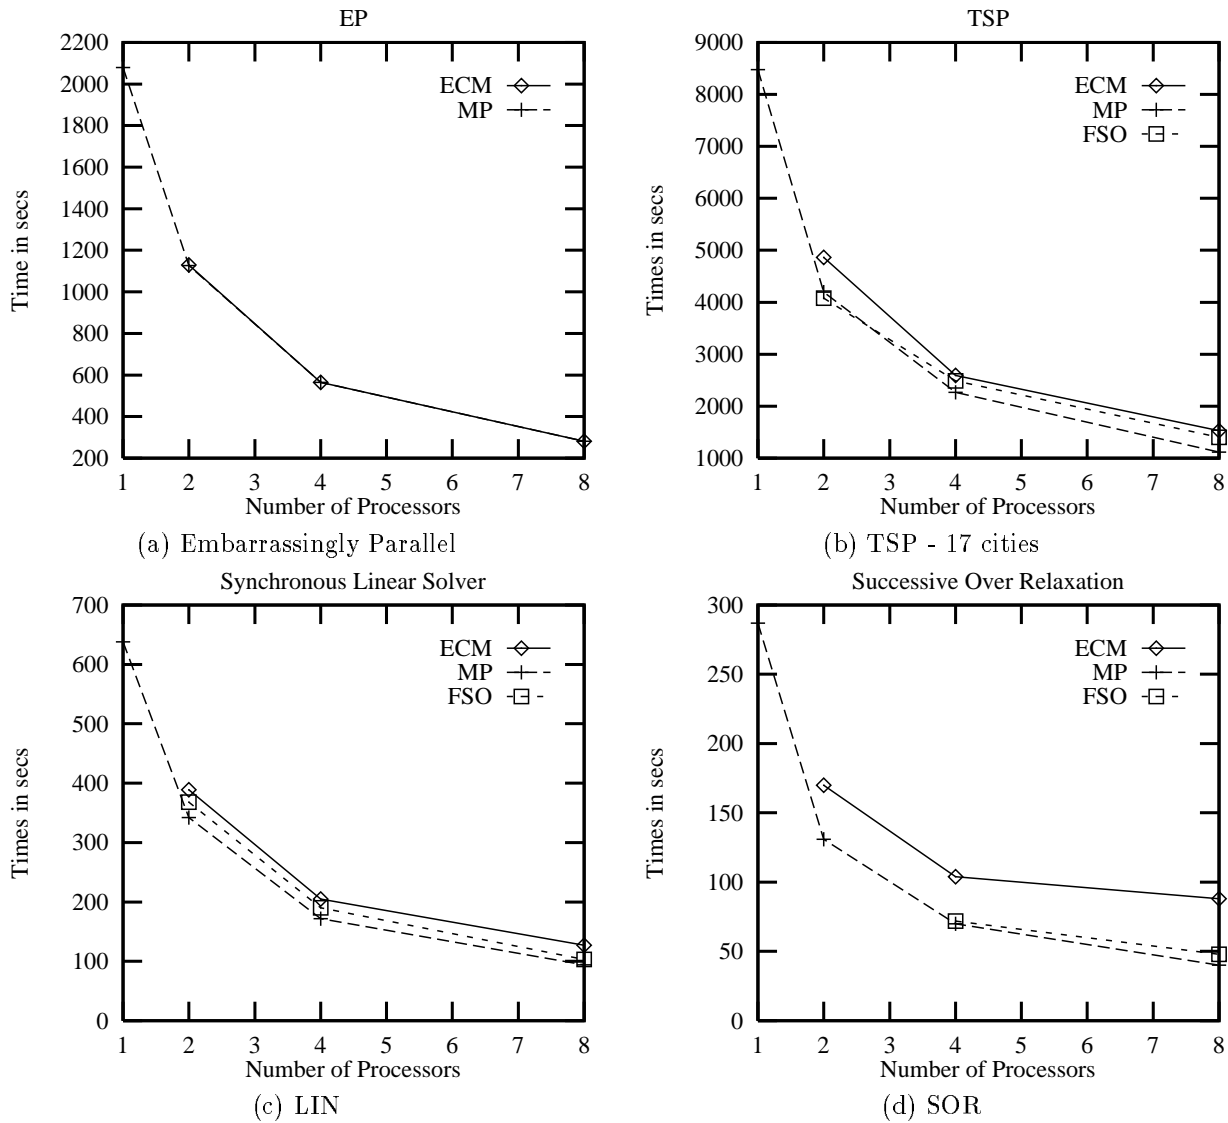 EP
2200
2000
1800
1600
1400
1200
1000
800
600
400
200
Time in secs
ECM
MP
1 2 3 4 5 6 7 8
Number of Processors
(a) Embarrassingly Parallel
TSP
9000
8000
7000
6000
5000
4000
3000
2000
1000
Times in secs
ECM
MP
FSO
1 2 3 4 5 6 7 8
Number of Processors
(b) TSP - 17 cities
Synchronous Linear Solver
700
600
500
400
300
200
100
0
Times in secs
ECM
MP
FSO
1 2 3 4 5 6 7 8
Number of Processors
(c) LIN
Successive Over Relaxation
300
250
200
150
100
50
0
Times in secs
ECM
MP
FSO
1 2 3 4 5 6 7 8
Number of Processors
(d) SOR